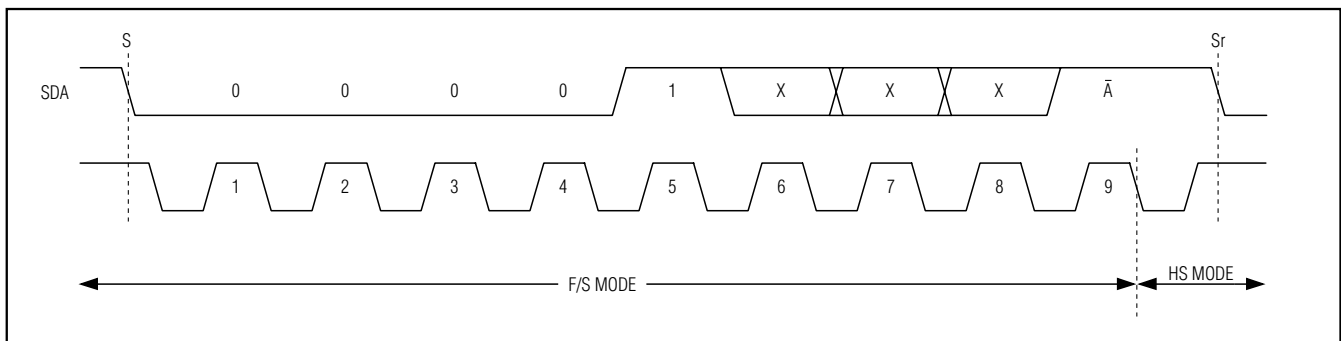 S Sr
SDA 0 0 0 0 1 X X X Ā
1 2 3 4 5 6 7 8 9
F/S MODE HS MODE